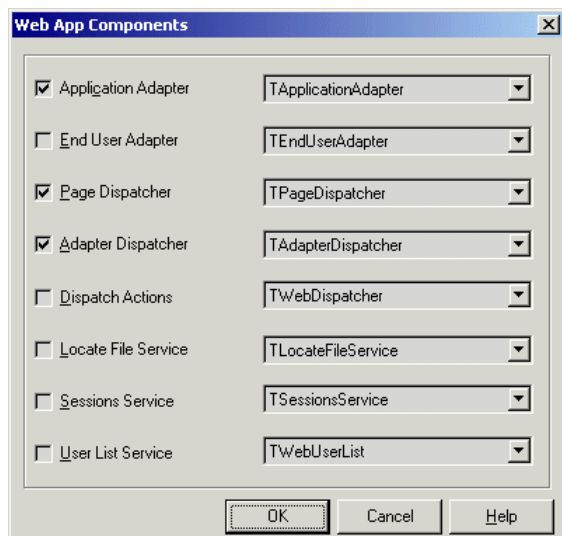 Web App Components
Application Adapter TApplicationAdapter
End User Adapter TEndUserAdapter
Page Dispatcher TPageDispatcher
Adapter Dispatcher TAdapterDispatcher
Dispatch Actions TWebDispatcher
Locate File Service TLocateFileService
Sessions Service TSessionsService
User List Service TWebUserList
OK Cancel Help